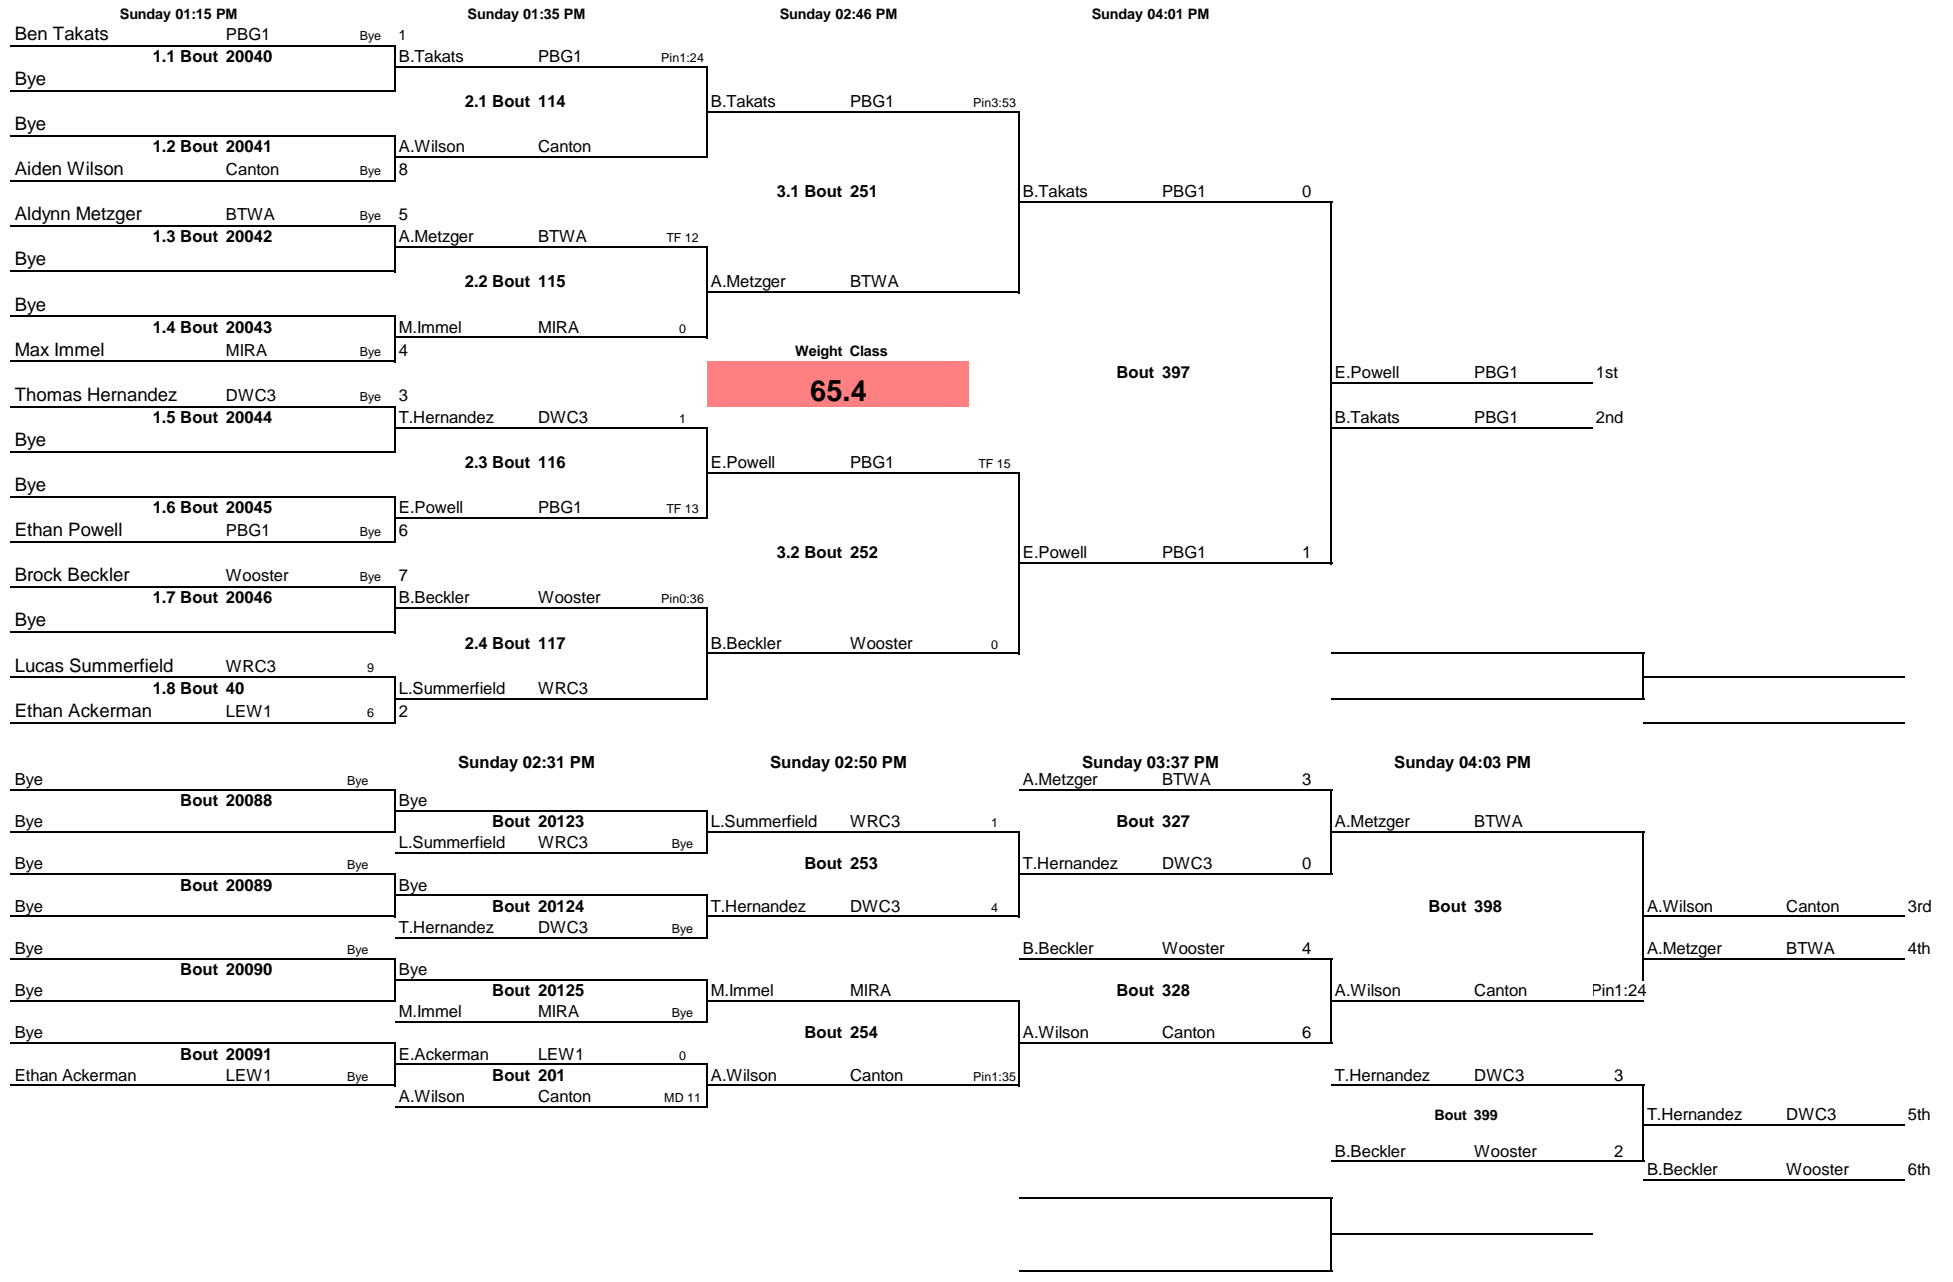 Sunday 01:15 PM Sunday 01:35 PM Sunday 02:46 PM Sunday 04:01 PM
Ben Takats PBG1 Bye 1
1.1 Bout 20040 B.Takats PBG1 Pin1:24
Bye
2.1 Bout 114 B.Takats PBG1 Pin3:53
Bye
1.2 Bout 20041 A.Wilson Canton
Aiden Wilson Canton Bye 8
3.1 Bout 251 B.Takats PBG1 0
Aldynn Metzger BTWA Bye 5
1.3 Bout 20042 A.Metzger BTWA TF 12
Bye
2.2 Bout 115 A.Metzger BTWA
Bye
1.4 Bout 20043 M.Immel MIRA 0
Max Immel MIRA Bye 4 Weight Class
Bout 397 E.Powell PBG1 1st
Thomas Hernandez DWC3 Bye 3 65.4
1.5 Bout 20044 T.Hernandez DWC3 1 B.Takats PBG1 2nd
Bye
2.3 Bout 116 E.Powell PBG1 TF 15
Bye
1.6 Bout 20045 E.Powell PBG1 TF 13
Ethan Powell PBG1 Bye 6
3.2 Bout 252 E.Powell PBG1 1
Brock Beckler Wooster Bye 7
1.7 Bout 20046 B.Beckler Wooster Pin0:36
Bye
2.4 Bout 117 B.Beckler Wooster 0
Lucas Summerfield WRC3 9
1.8 Bout 40 L.Summerfield WRC3
Ethan Ackerman LEW1 6 2
Sunday 02:31 PM Sunday 02:50 PM Sunday 03:37 PM Sunday 04:03 PM
Bye Bye A.Metzger BTWA 3
Bout 20088 Bye
Bye Bout 20123 L.Summerfield WRC3 1 Bout 327 A.Metzger BTWA
L.Summerfield WRC3 Bye
Bye Bye Bout 253 T.Hernandez DWC3 0
Bout 20089 Bye
Bye Bout 20124 T.Hernandez DWC3 4 Bout 398 A.Wilson Canton 3rd
T.Hernandez DWC3 Bye
Bye Bye B.Beckler Wooster 4 A.Metzger BTWA 4th
Bout 20090 Bye
Bye Bout 20125 M.Immel MIRA Bout 328 A.Wilson Canton Pin1:24
M.Immel MIRA Bye
Bye Bout 254 A.Wilson Canton 6
Bout 20091 E.Ackerman LEW1 0
Ethan Ackerman LEW1 Bye Bout 201 A.Wilson Canton Pin1:35 T.Hernandez DWC3 3
A.Wilson Canton MD 11
Bout 399 T.Hernandez DWC3 5th
B.Beckler Wooster 2
B.Beckler Wooster 6th